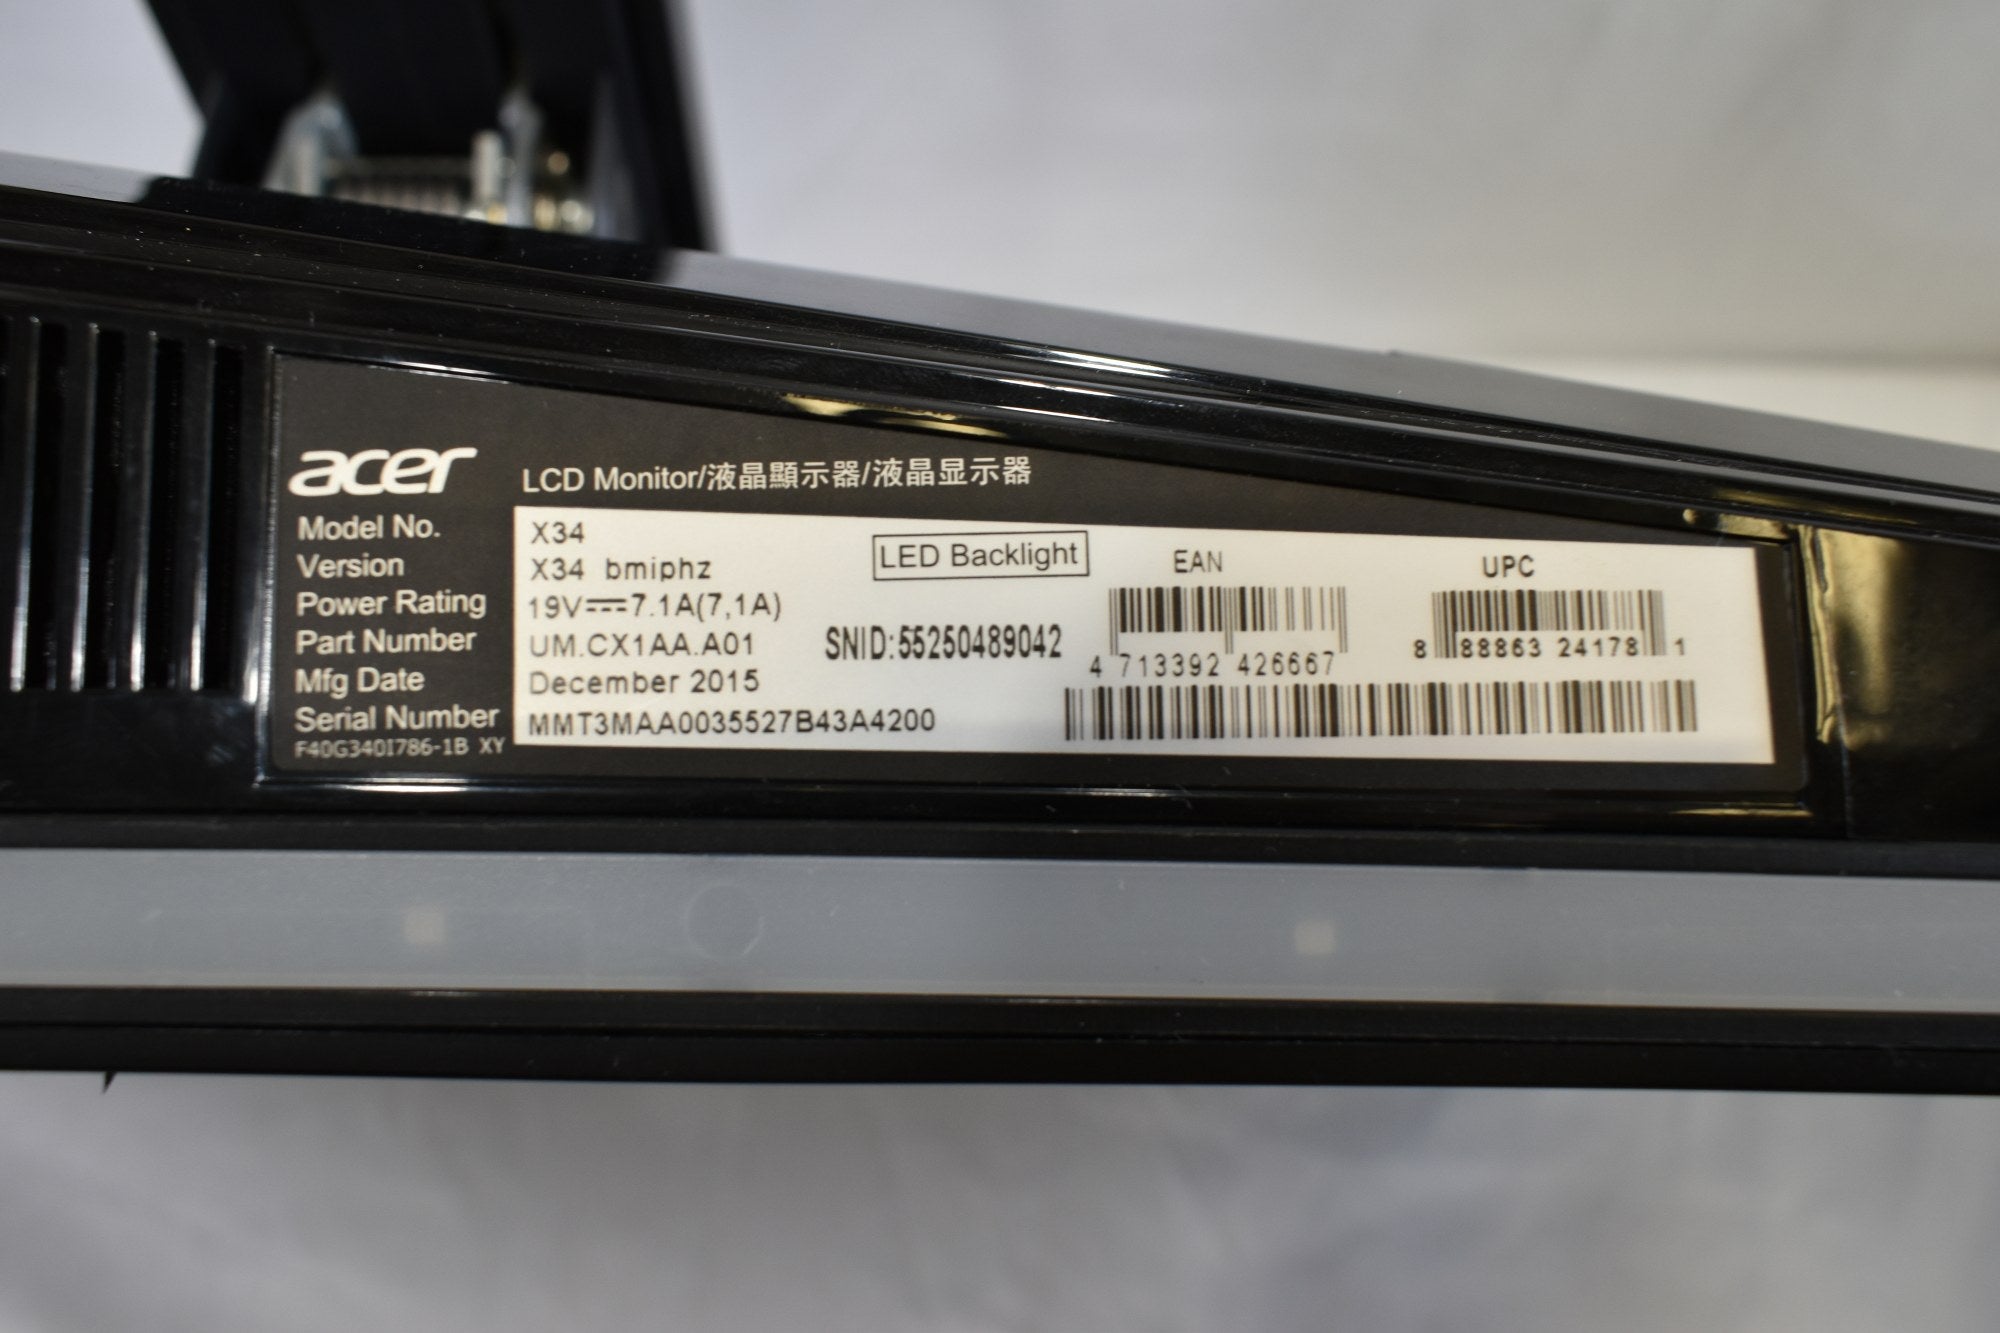 acer LCD Monitor/液晶顯示器/液晶显示器
Model No. X34
Version X34 bmiphz
Power Rating 19V⎓7.1A(7,1A)
Part Number UM.CX1AA.A01
Mfg Date December 2015
Serial Number MMT3MAA0035527B43A4200
F40G340I786-1B XY
LED Backlight
SNID:55250489042
EAN
4 713392 426667
UPC
8 88863 24178 1